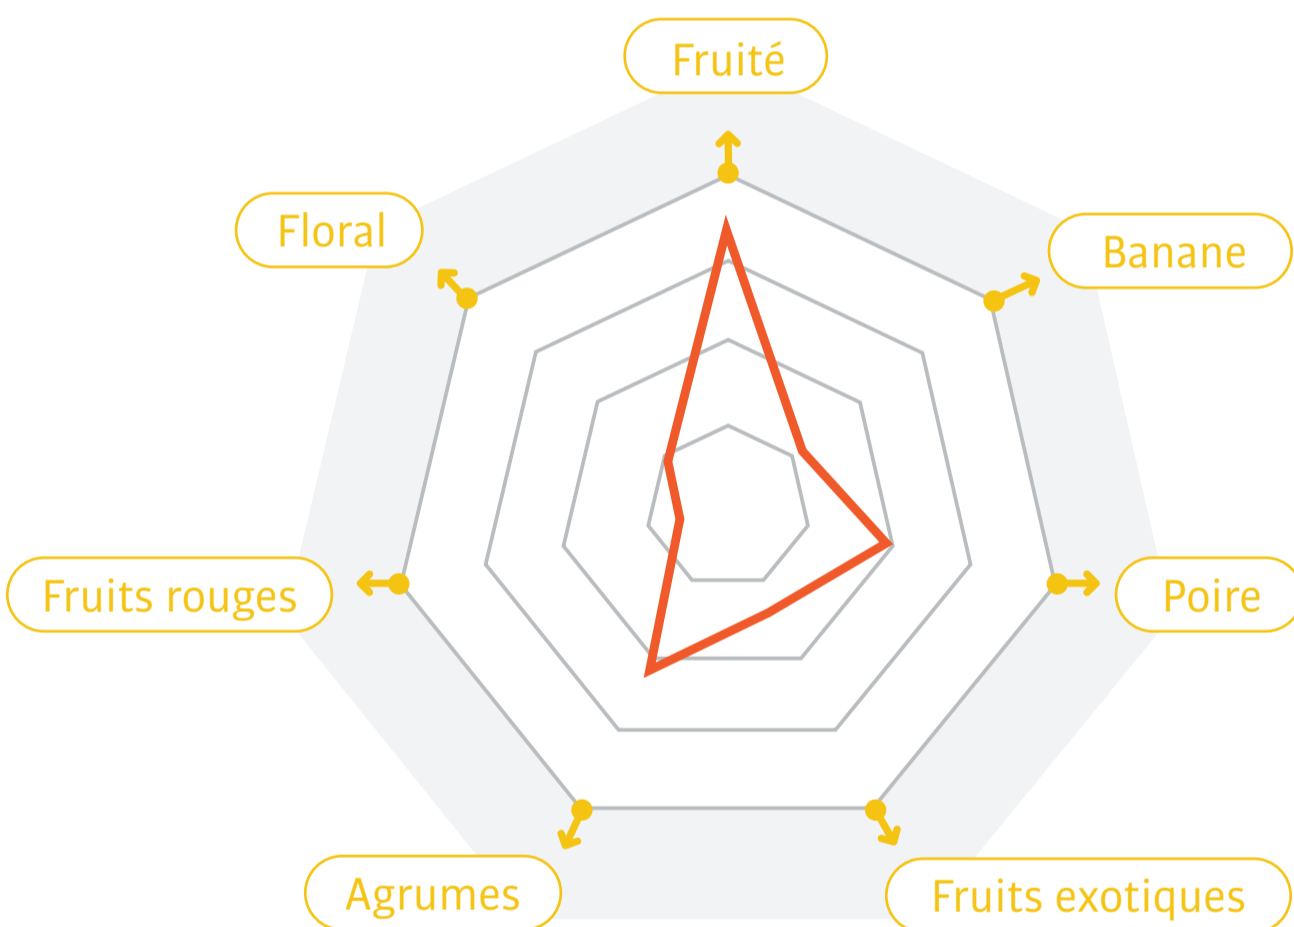 Fruité
Floral
Banane
Fruits rouges
Poire
Agrumes
Fruits exotiques